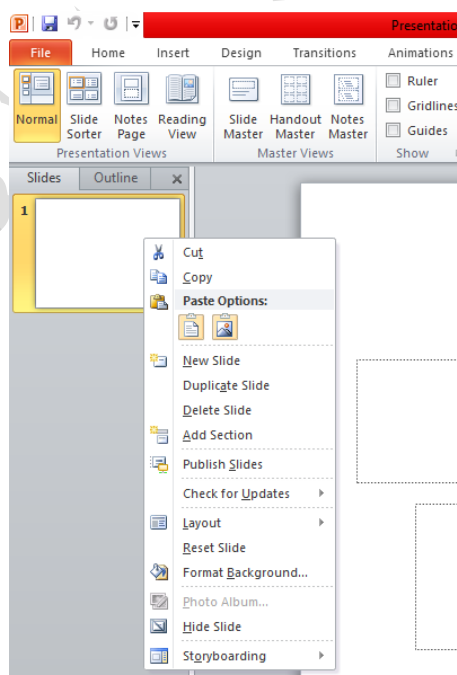 Presentatio
File Home Insert Design Transitions Animations
Normal Slide Sorter Notes Page Reading View Slide Master Handout Master Notes Master
Ruler
Gridlines
Guides
Presentation Views Master Views Show
Slides Outline
1
Cut
Copy
Paste Options:
New Slide
Duplicate Slide
Delete Slide
Add Section
Publish Slides
Check for Updates
Layout
Reset Slide
Format Background...
Photo Album...
Hide Slide
Storyboarding